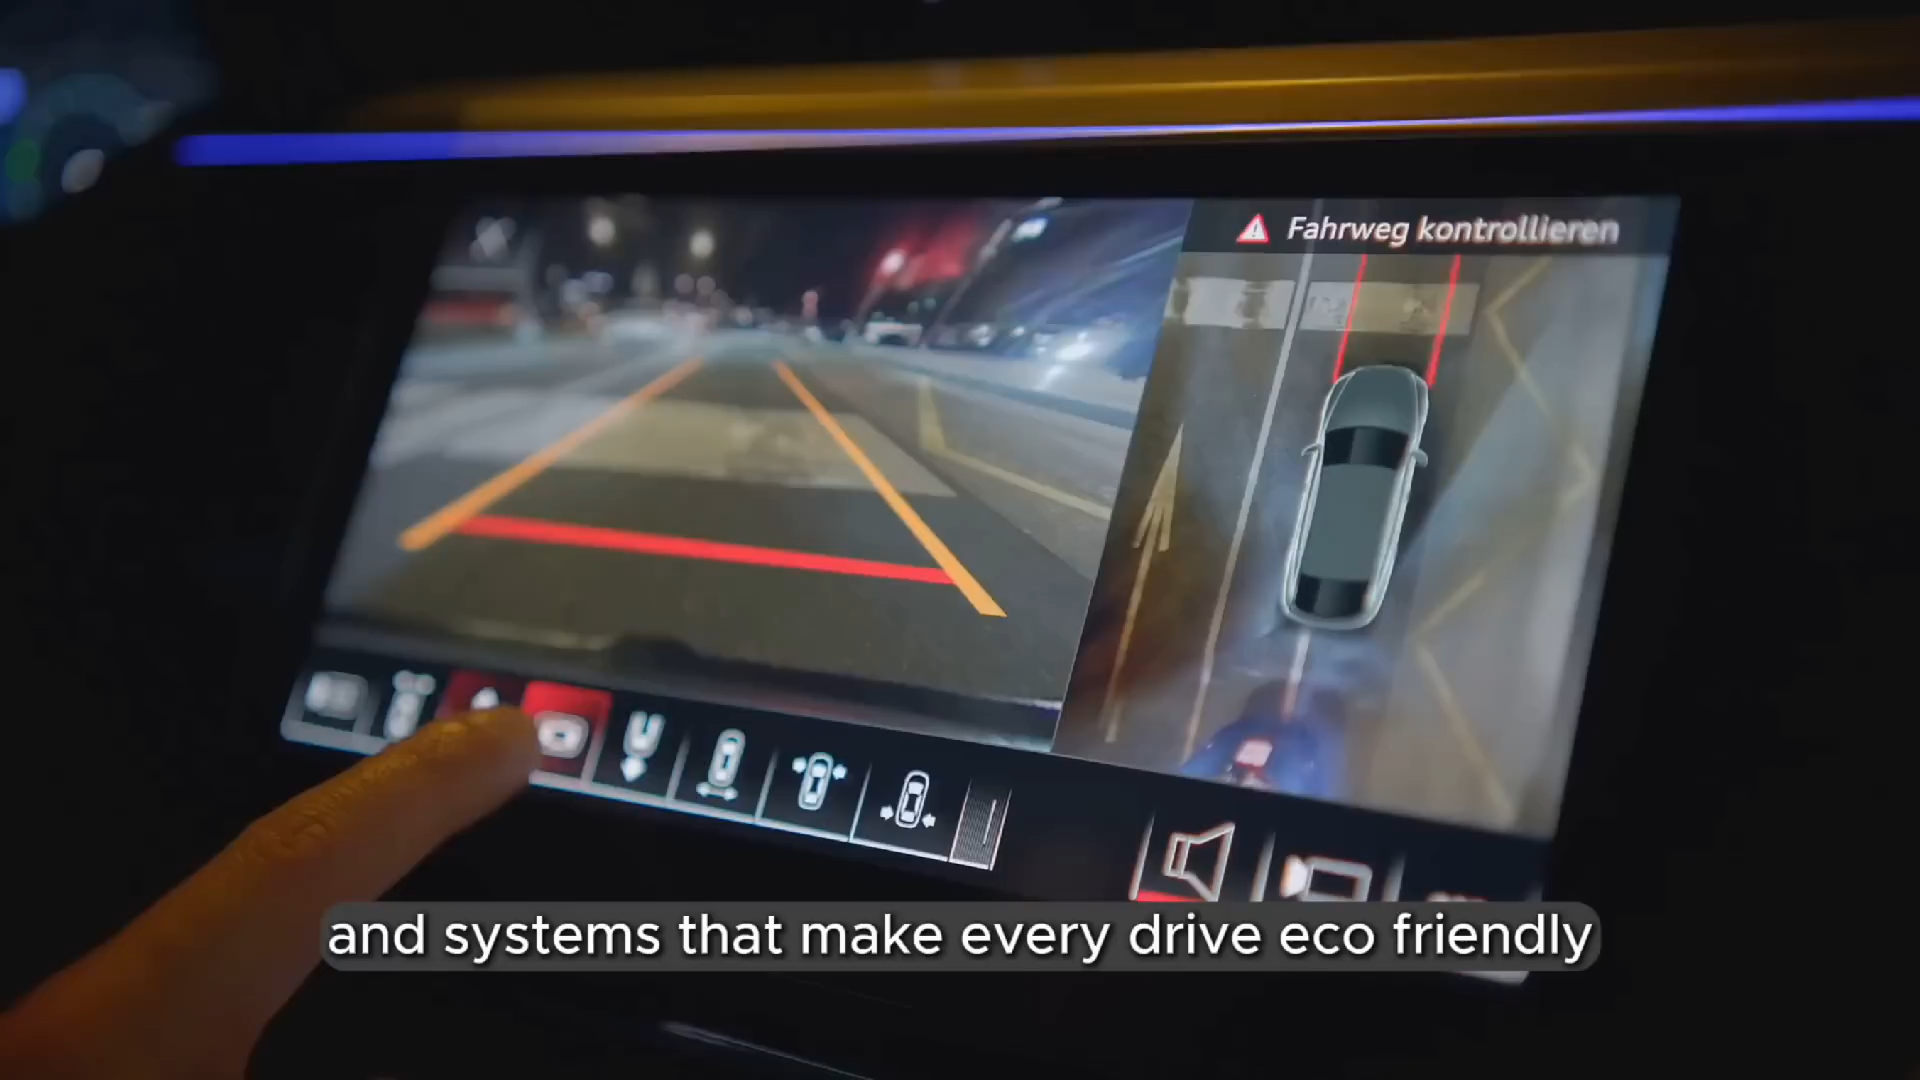 Fahrweg kontrollieren
and systems that make every drive eco friendly